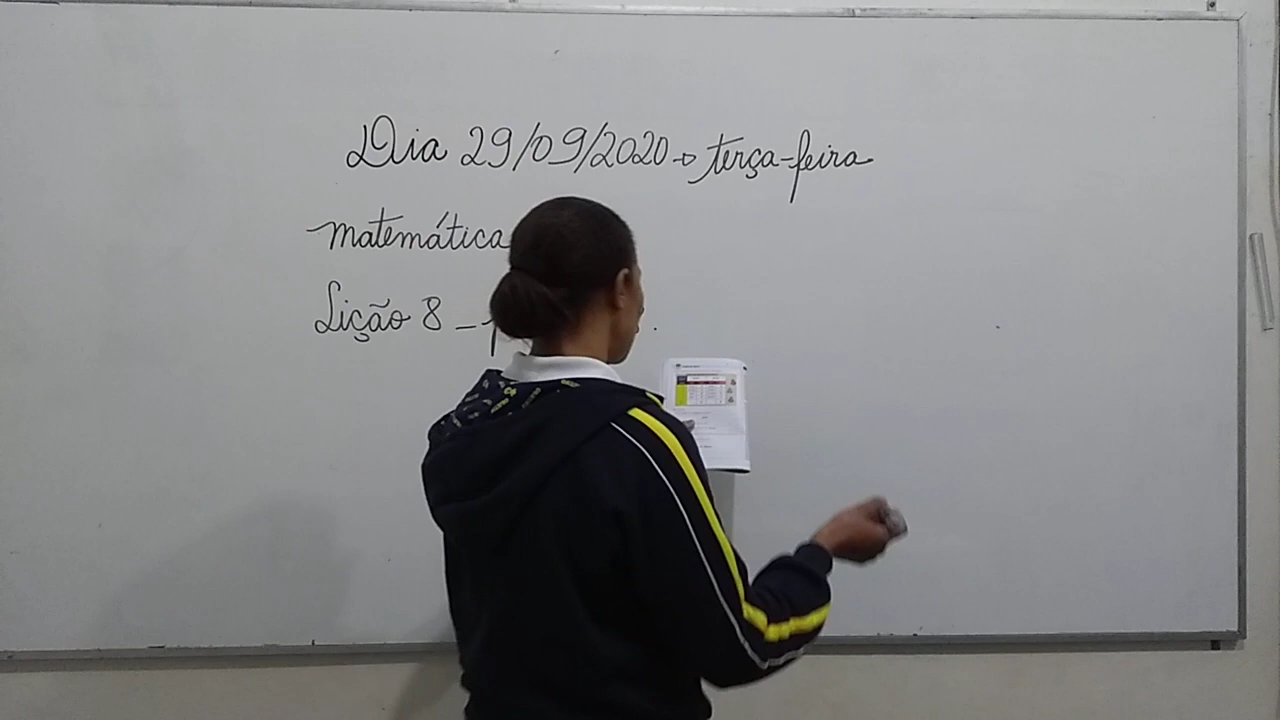 Dia 29/09/2020 → terça-feira
matemática
Lição 8 -